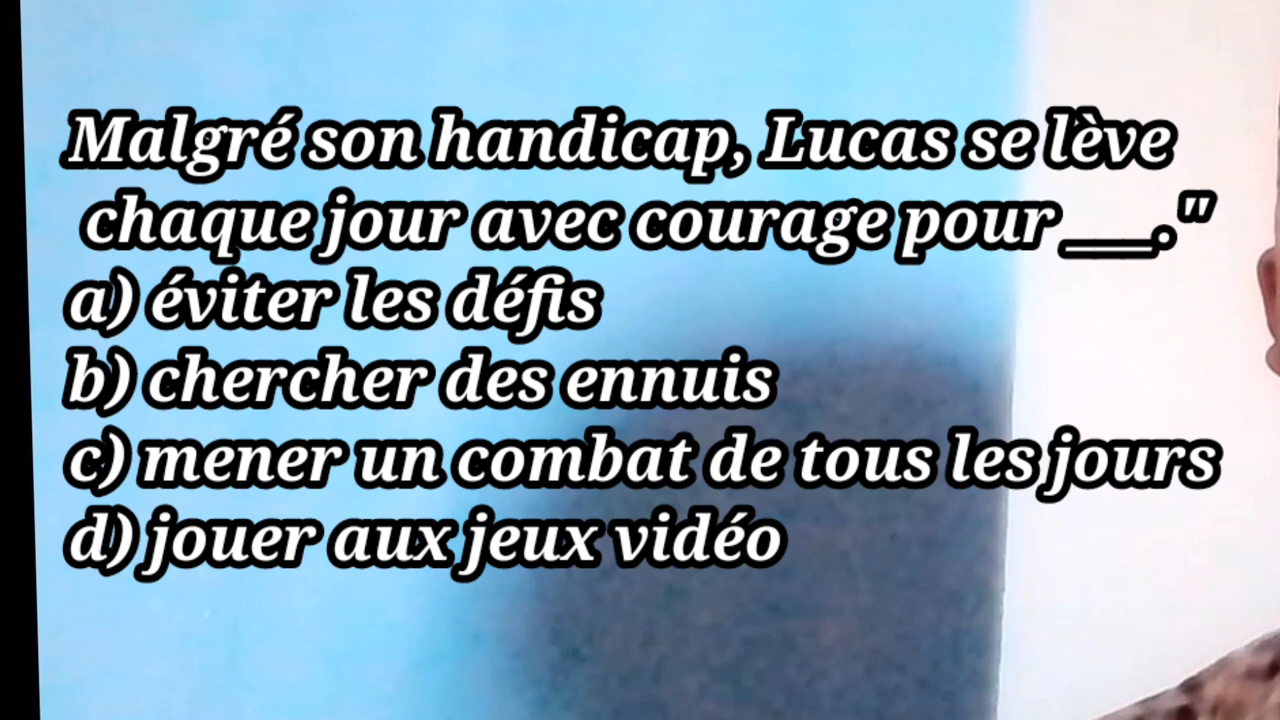 Malgré son handicap, Lucas se lève
chaque jour avec courage pour ___."
a) éviter les défis
b) chercher des ennuis
c) mener un combat de tous les jours
d) jouer aux jeux vidéo